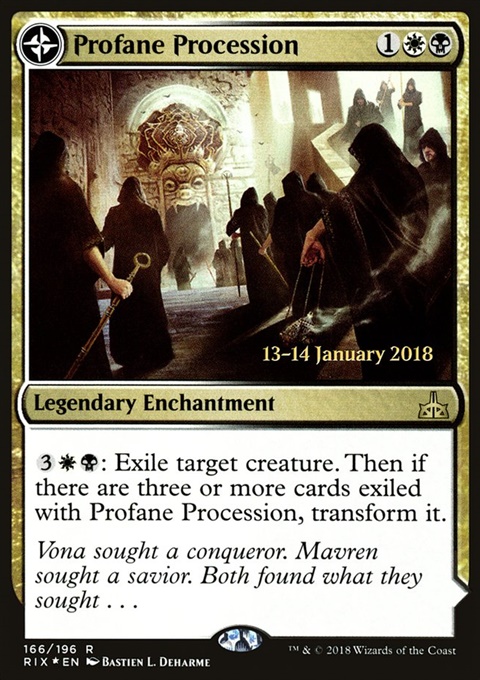 Profane Procession 1
13-14 January 2018
Legendary Enchantment
3 : Exile target creature. Then if
there are three or more cards exiled
with Profane Procession, transform it.
Vona sought a conqueror. Mavren
sought a savior. Both found what they
sought . . .
166/196 R
RIX★EN Bastien L. Deharme
™ & © 2018 Wizards of the Coast